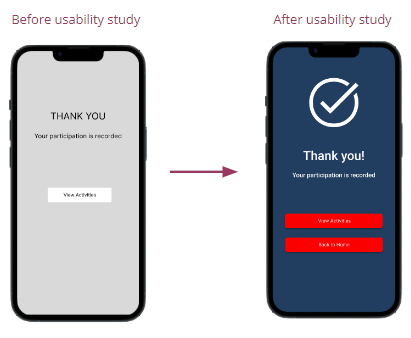 Before usability study
After usability study
THANK YOU
Your participation is recorded
View Activities
Thank you!
Your participation is recorded
View Activities
Back to Home